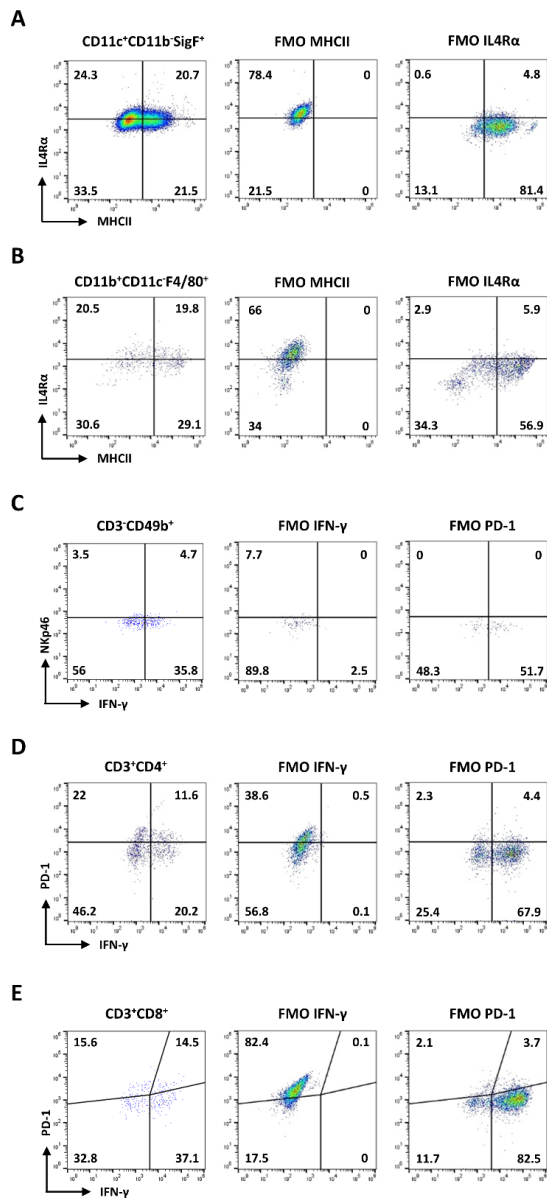 A
CD11c⁺CD11b⁻SigF⁺
FMO MHCII
FMO IL4Rα
24.3 20.7
78.4 0
0.6 4.8
33.5 21.5
21.5 0
13.1 81.4
IL4Rα
MHCII
B
CD11b⁺CD11c⁻F4/80⁺
FMO MHCII
FMO IL4Rα
20.5 19.8
66 0
2.9 5.9
30.6 29.1
34 0
34.3 56.9
IL4Rα
MHCII
C
CD3⁻CD49b⁺
FMO IFN-γ
FMO PD-1
3.5 4.7
7.7 0
0 0
56 35.8
89.8 2.5
48.3 51.7
NKp46
IFN-γ
D
CD3⁺CD4⁺
FMO IFN-γ
FMO PD-1
22 11.6
38.6 0.5
2.3 4.4
46.2 20.2
56.8 0.1
25.4 67.9
PD-1
IFN-γ
E
CD3⁺CD8⁺
FMO IFN-γ
FMO PD-1
15.6 14.5
82.4 0.1
2.1 3.7
32.8 37.1
17.5 0
11.7 82.5
PD-1
IFN-γ